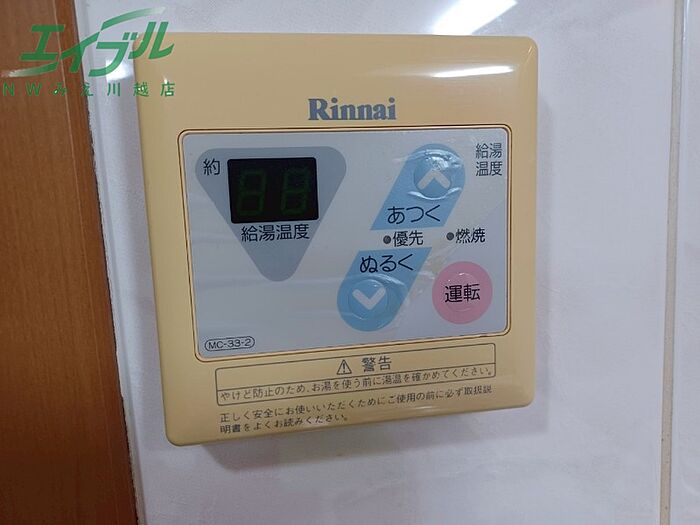 エイブル
NWみえ川越店
Rinnai
約
給湯温度
給湯
温度
あつく
優先
燃焼
ぬるく
運転
MC-33-2
⚠ 警告
やけど防止のため、お湯を使う前に湯温を確かめてください。
正しく安全にお使いいただくためにご使用の前に必ず取扱説
明書をよくお読みください。